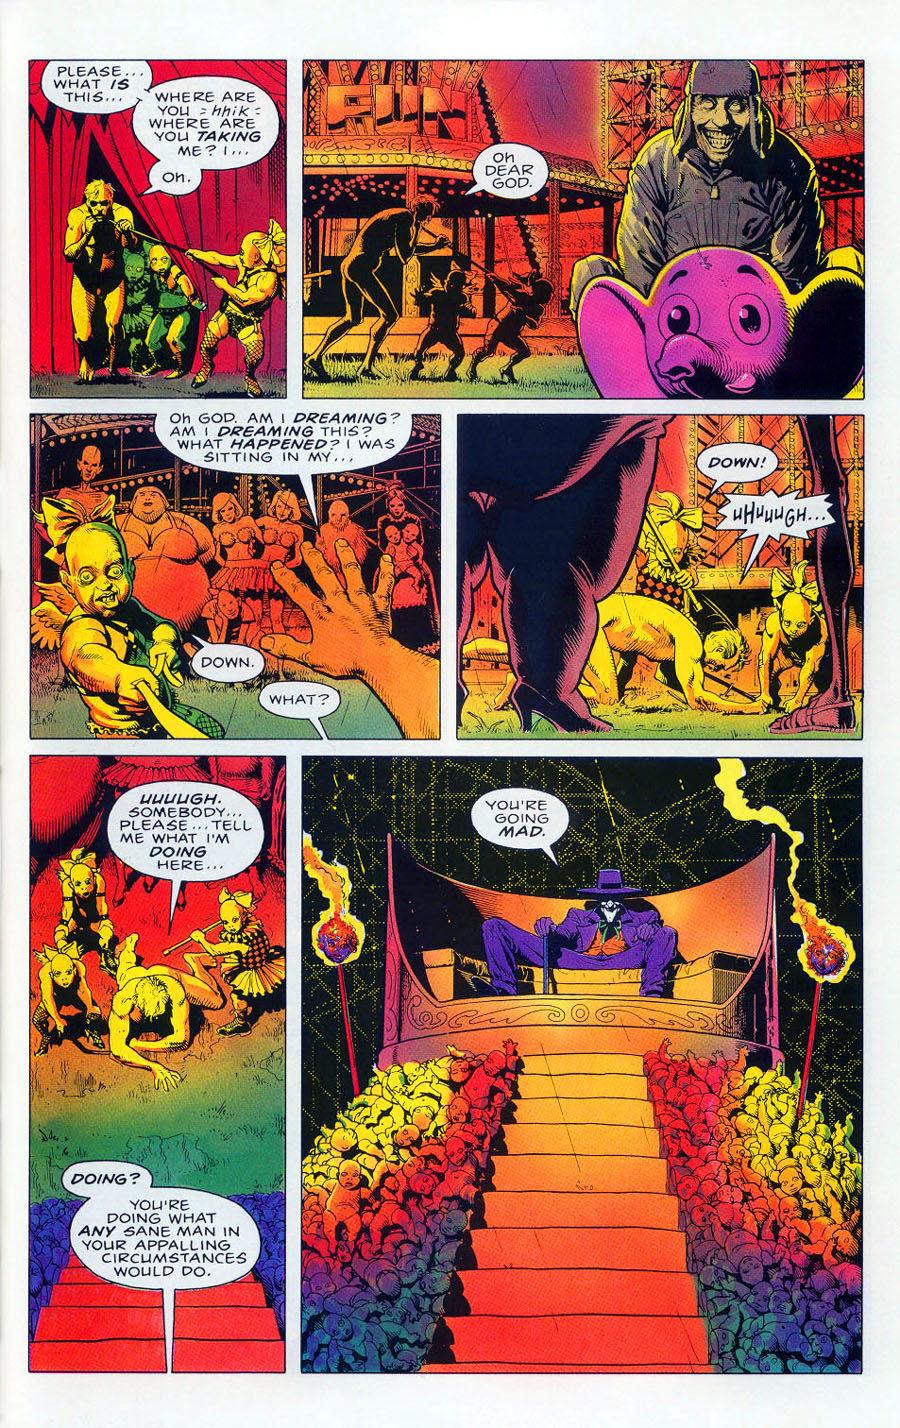 PLEASE...
WHAT IS
THIS...
WHERE ARE
YOU -hhik-
WHERE ARE
YOU TAKING
ME? I...
Oh.
FUN
Oh
DEAR
GOD.
Oh GOD. AM I DREAMING?
AM I DREAMING THIS?
WHAT HAPPENED? I WAS
SITTING IN MY...
DOWN.
WHAT?
DOWN!
uHuuuGH...
UUUUGH.
SOMEBODY...
PLEASE... TELL
ME WHAT I'M
DOING
HERE...
DOING?
YOU'RE
DOING WHAT
ANY SANE MAN IN
YOUR APPALLING
CIRCUMSTANCES
WOULD DO.
YOU'RE
GOING
MAD.